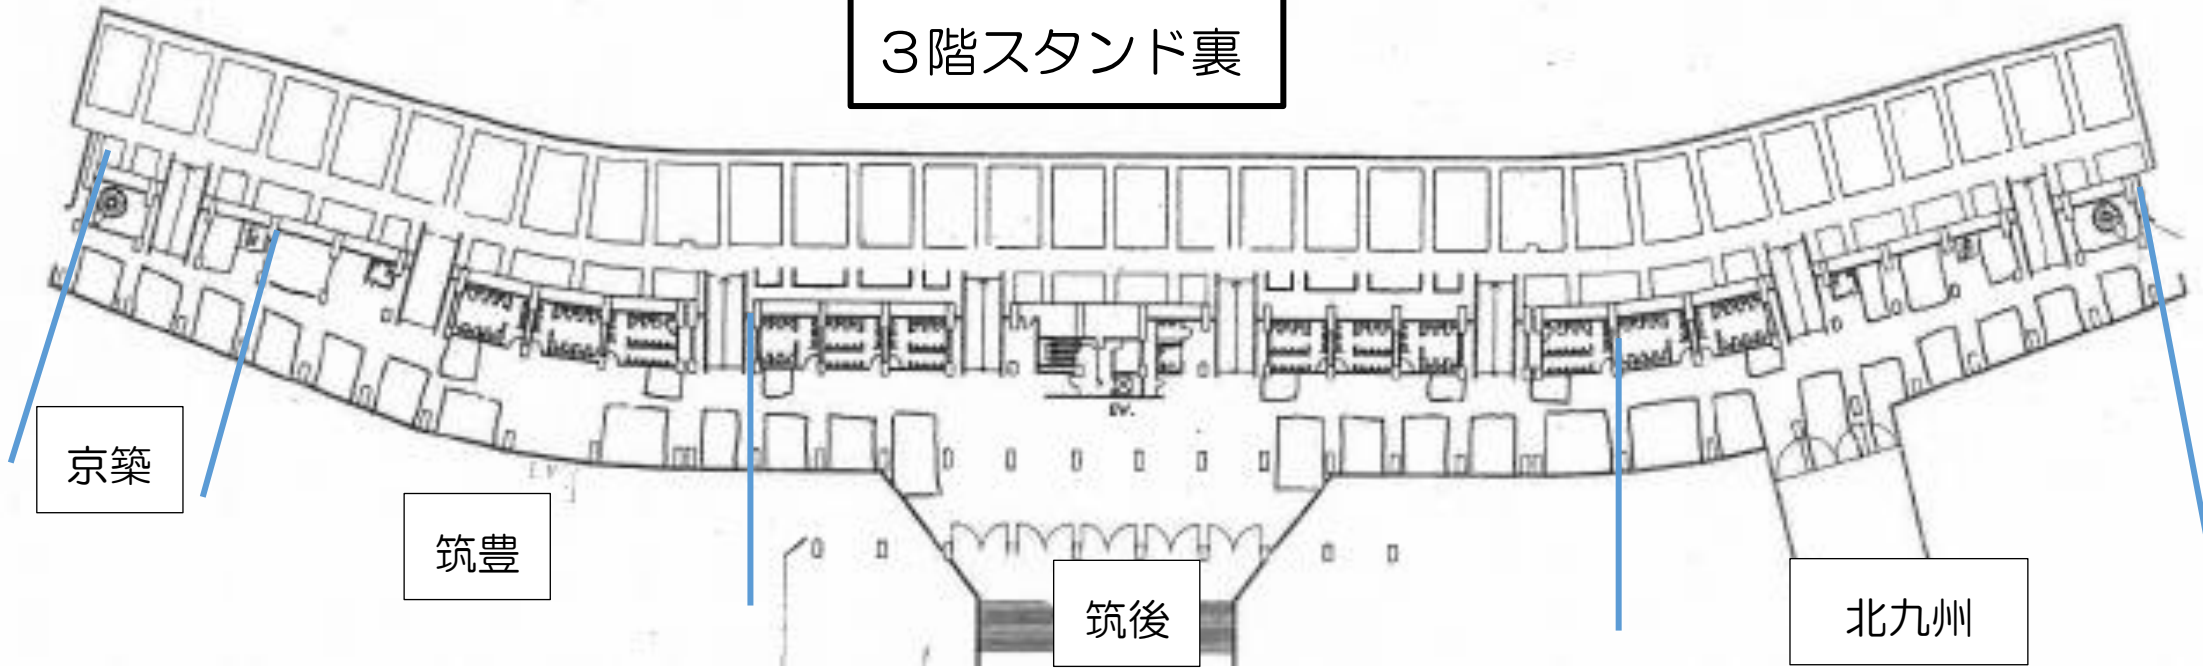 3階スタンド裏
EV.
京築
筑豊
筑後
北九州